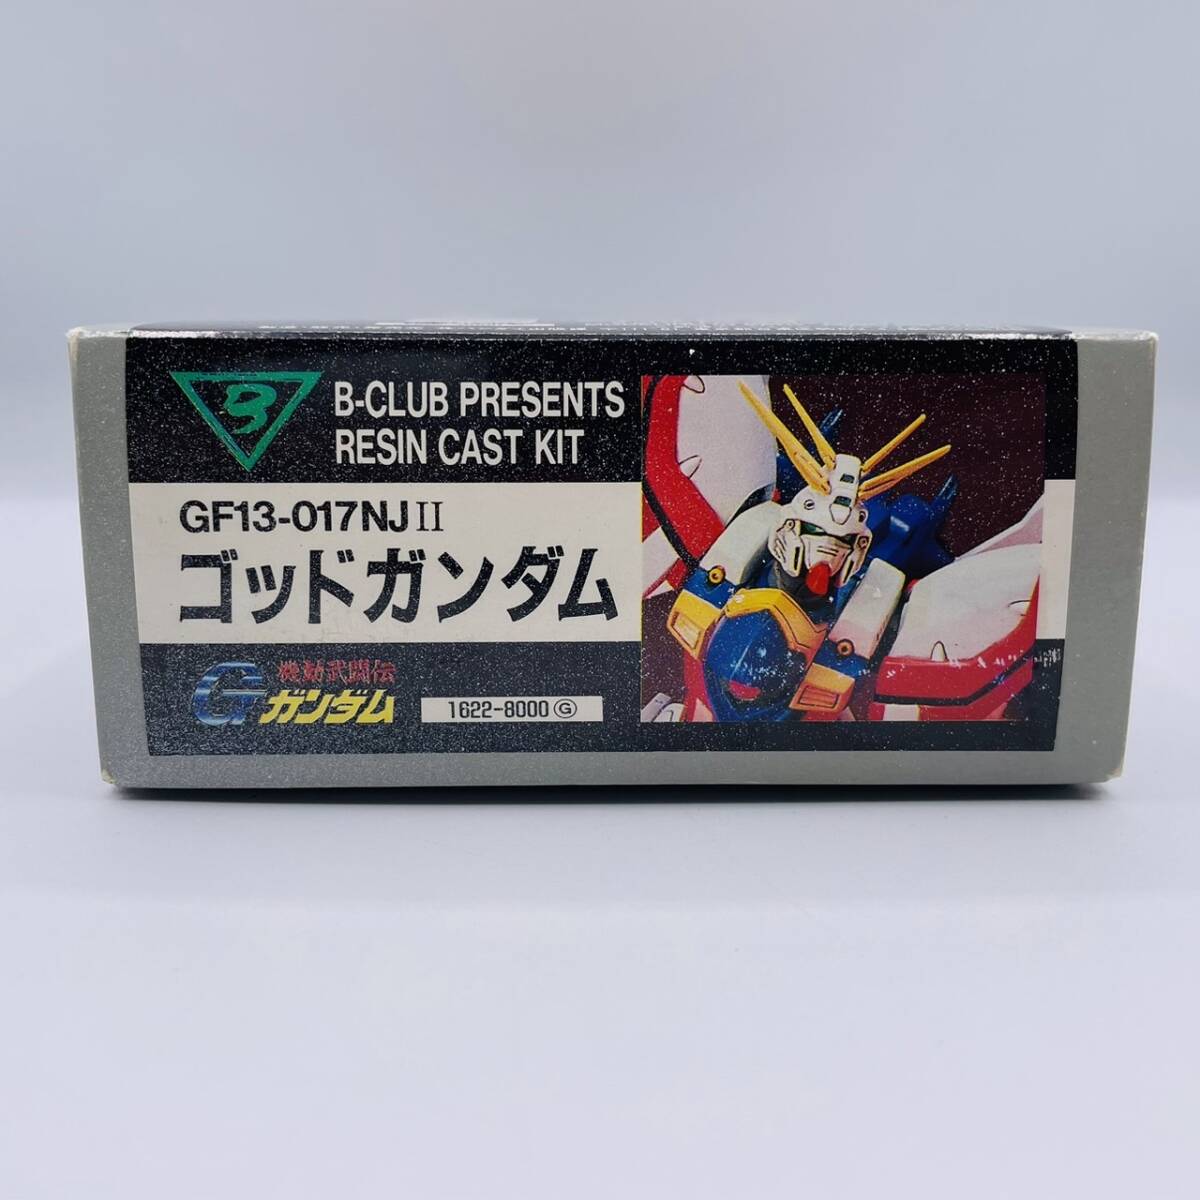 B
B-CLUB PRESENTS
RESIN CAST KIT
GF13-017NJII
ゴッドガンダム
機動武闘伝
Gガンダム
1622-8000 Ⓖ